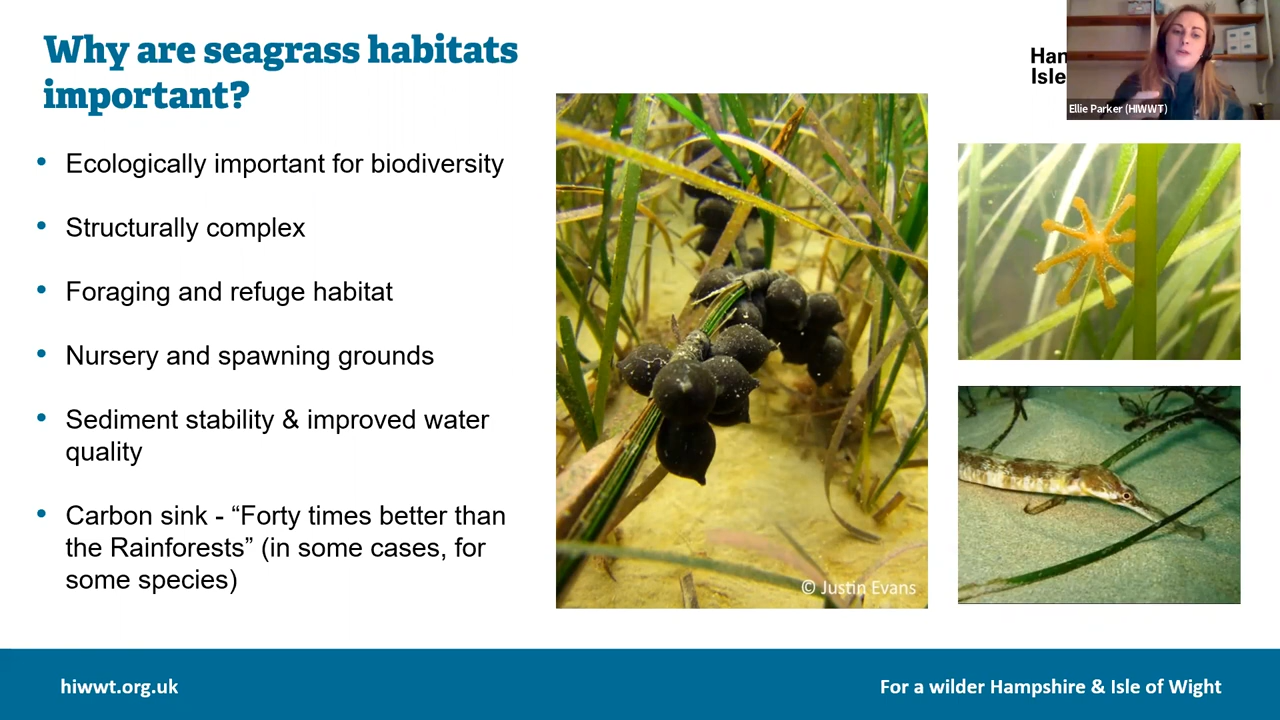 Why are seagrass habitats
important?
• Ecologically important for biodiversity
• Structurally complex
• Foraging and refuge habitat
• Nursery and spawning grounds
• Sediment stability & improved water
quality
• Carbon sink - “Forty times better than
the Rainforests” (in some cases, for
some species)
© Justin Evans
Han
Isle
Ellie Parker (HIWWT)
hiwwt.org.uk
For a wilder Hampshire & Isle of Wight